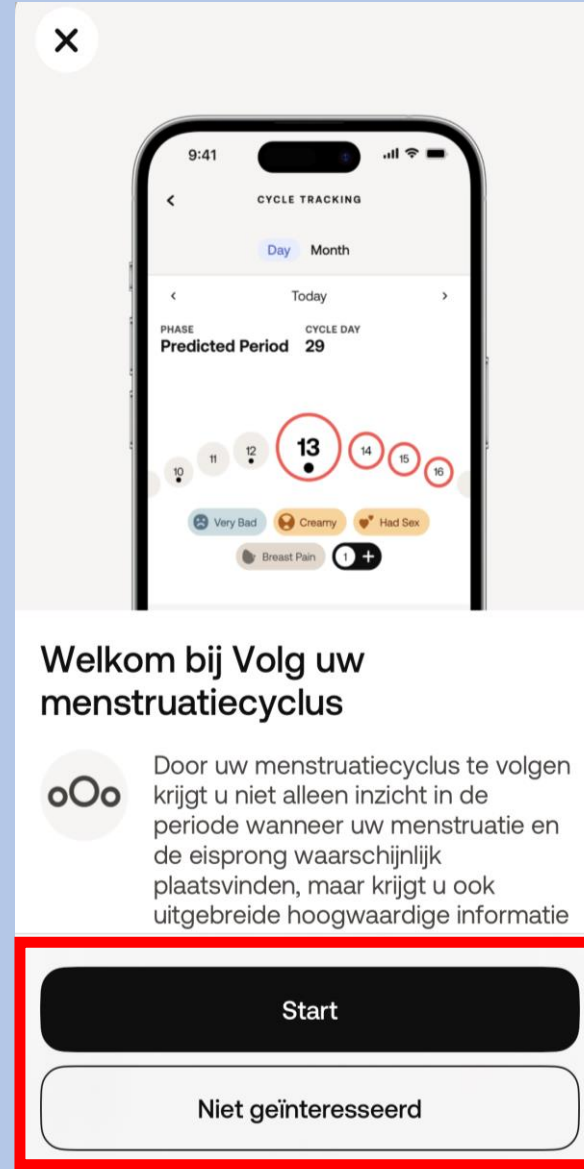 9:41
CYCLE TRACKING
Day Month
Today
PHASE CYCLE DAY
Predicted Period 29
10 11 12 13 14 15 16
Very Bad Creamy Had Sex
Breast Pain 1 +
Welkom bij Volg uw
menstruatiecyclus
Door uw menstruatiecyclus te volgen
krijgt u niet alleen inzicht in de
periode wanneer uw menstruatie en
de eisprong waarschijnlijk
plaatsvinden, maar krijgt u ook
uitgebreide hoogwaardige informatie
Start
Niet geïnteresseerd